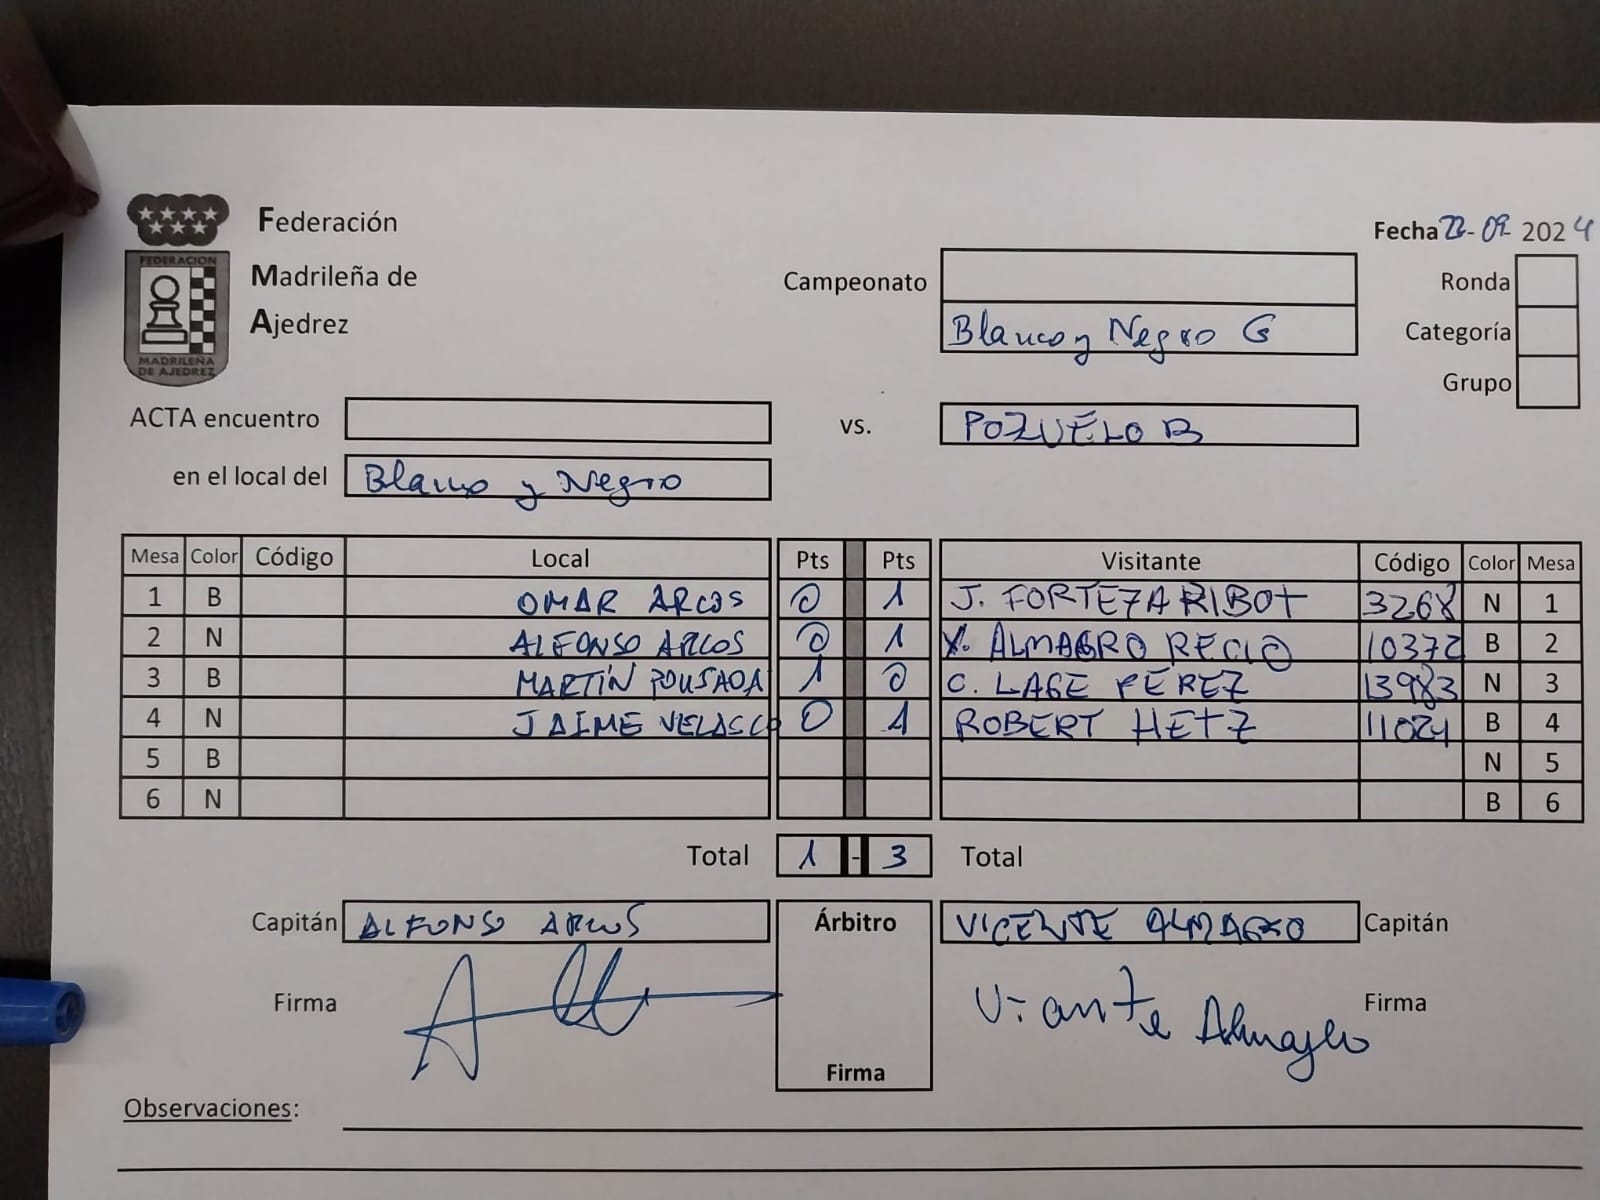 Federación
Madrileña de
Ajedrez
FEDERACION
MADRILEÑA
DE AJEDREZ
Fecha 22-09-2024
Campeonato
Ronda
Blanco y Negro G
Categoría
Grupo
ACTA encuentro vs. POZUELO B
en el local del Blanco y Negro
Mesa Color Código Local Pts Pts Visitante Código Color Mesa
1 B OMAR ARCOS 0 1 J. FORTEZA RIBOT 3268 N 1
2 N ALFONSO ARCOS 0 1 V. ALMAGRO RECIO 10372 B 2
3 B MARTÍN POUSADA 1 0 C. LAGE PEREZ 13983 N 3
4 N JAIME VELASCO 0 1 ROBERT HETZ 11021 B 4
5 B N 5
6 N B 6
Total 1 - 3 Total
Capitán ALFONSO ARCOS Árbitro VICENTE ALMAGRO Capitán
Firma Vicente Almagro Firma
Firma
Observaciones: